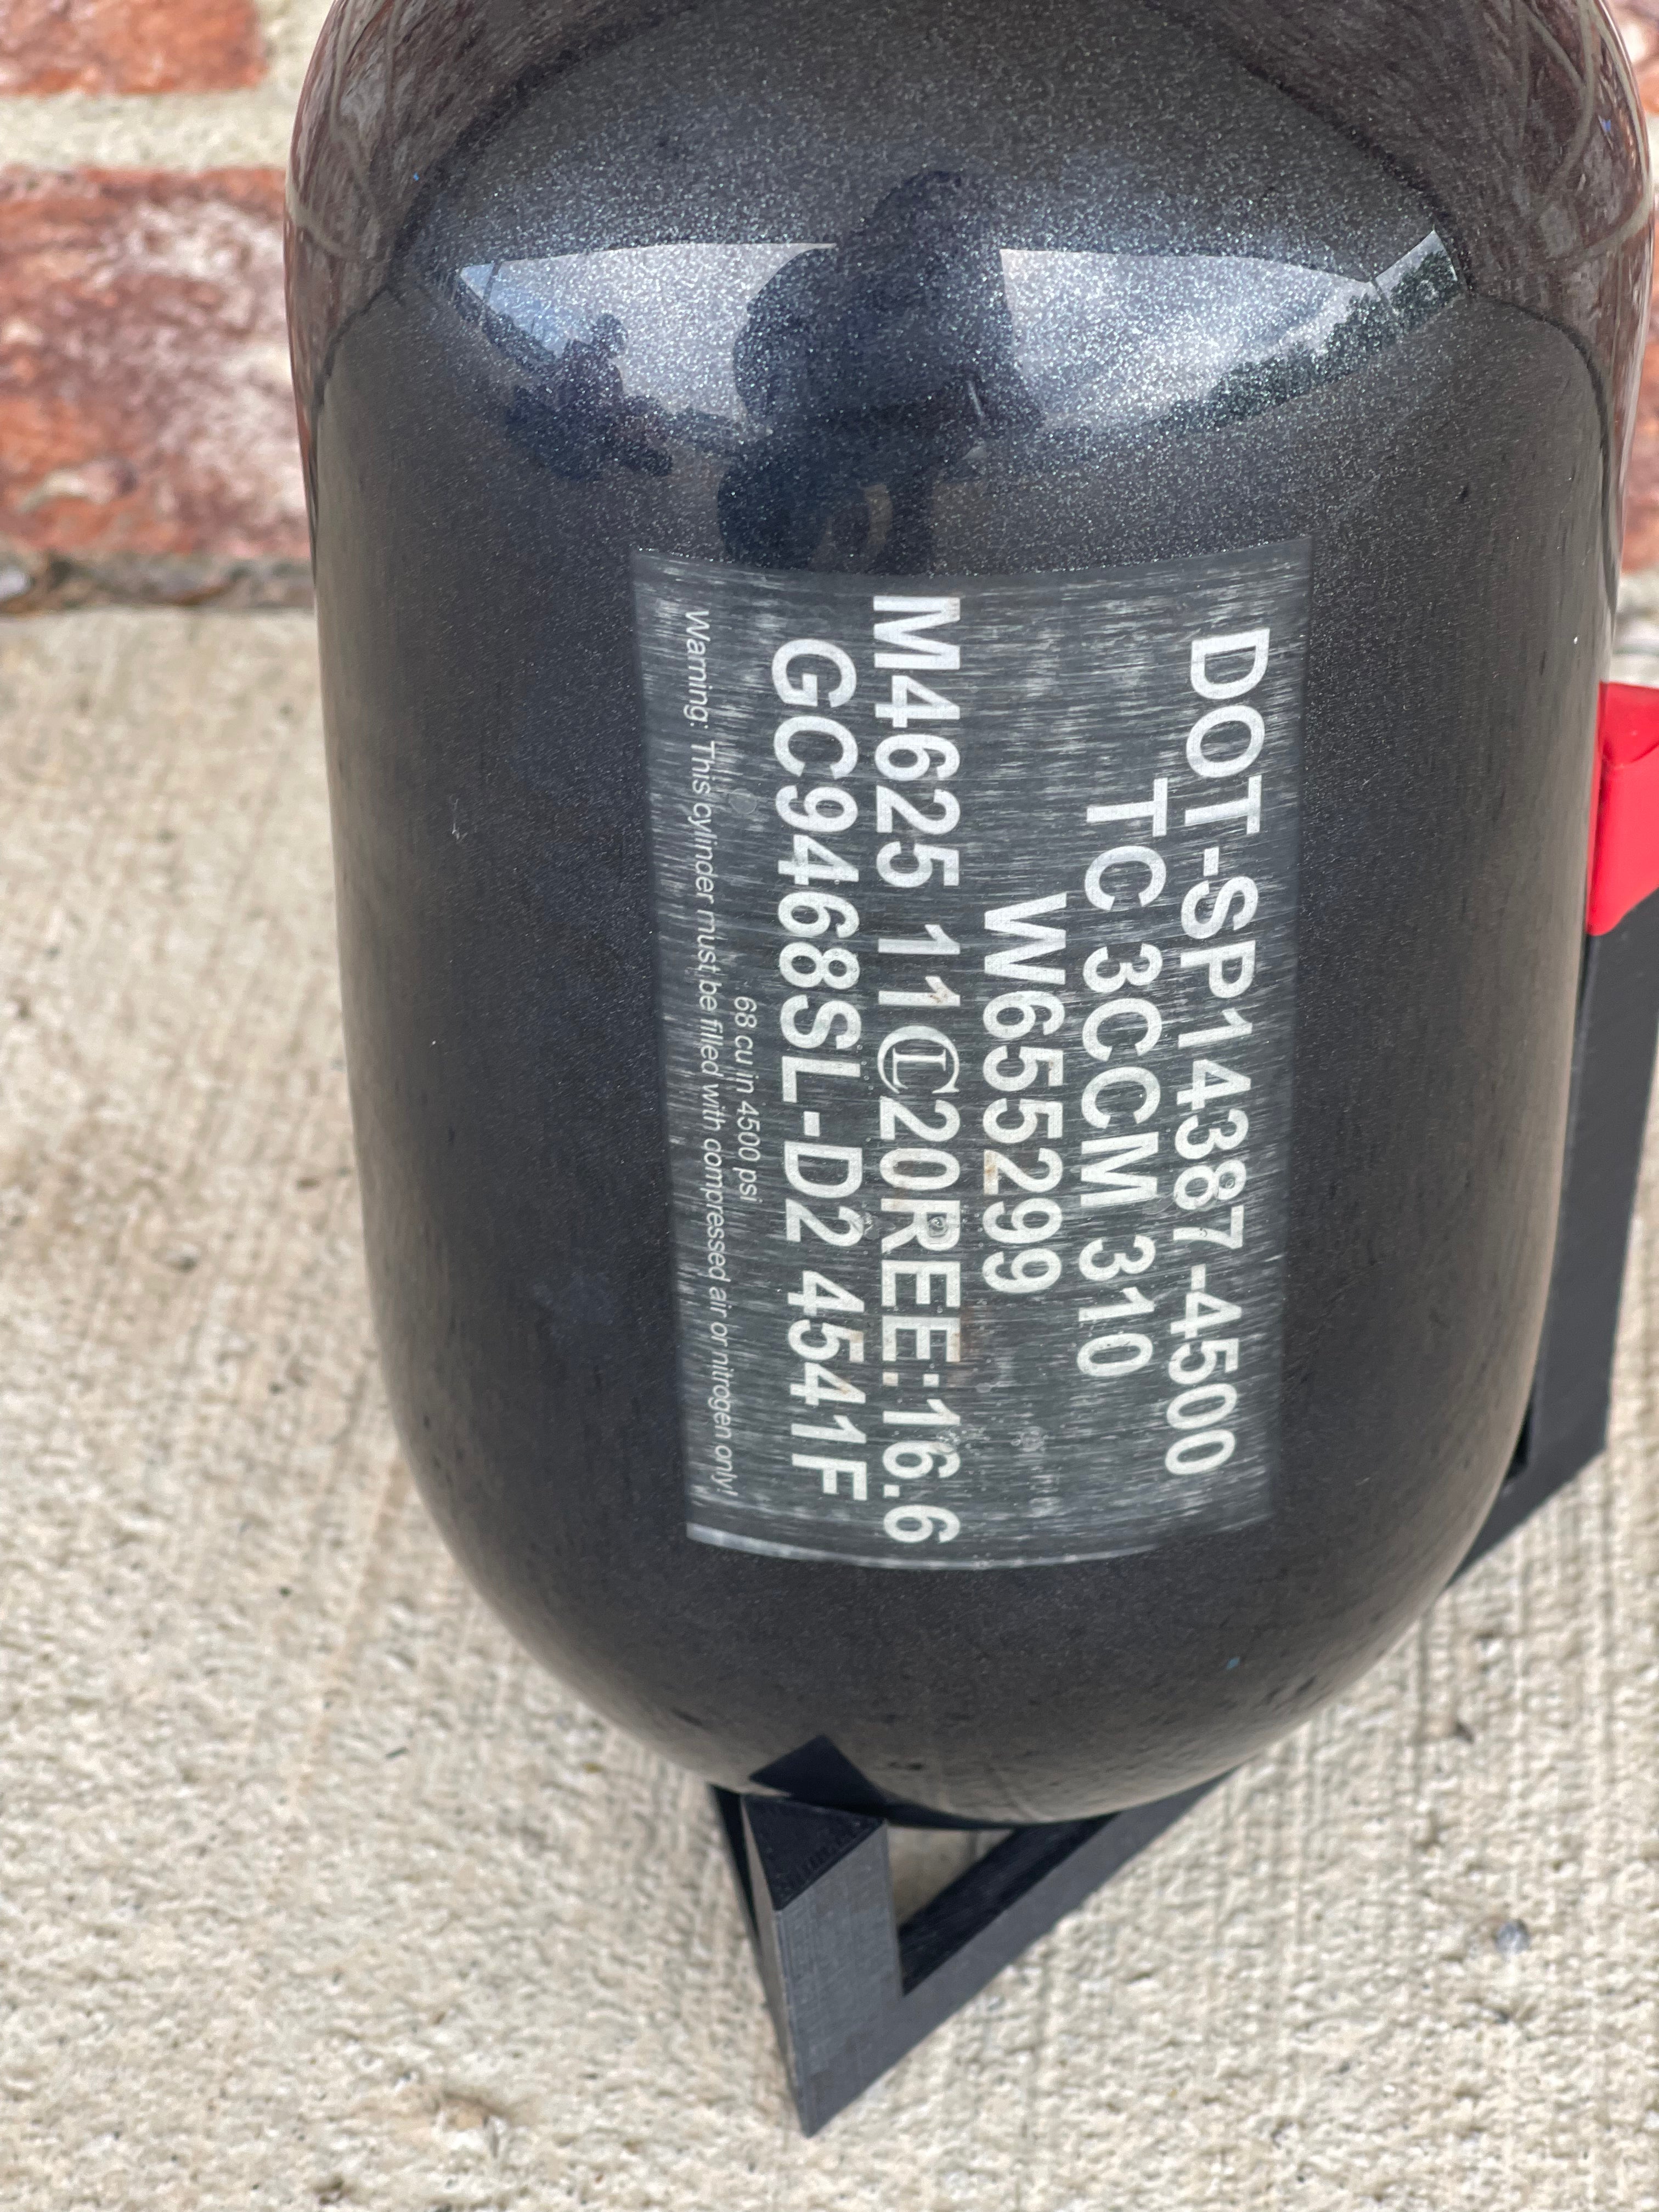 DOT-SP14387-4500
TC 3CCM 310
W655299
M4625 11ⒾC20REE:16.6
GC9468SL-D2 4541F
68 cu in 4500 psi
Warning: This cylinder must be filled with compressed air or nitrogen only!